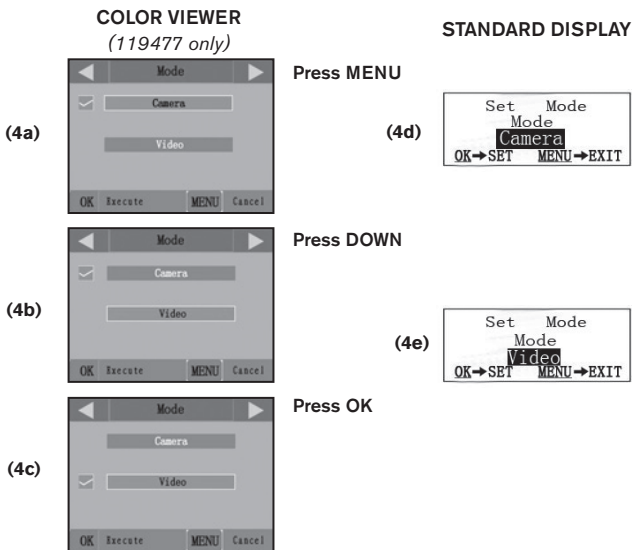 COLOR VIEWER
(119477 only)
STANDARD DISPLAY
(4a)
Mode
Camera
Video
OK Execute MENU Cancel
Press MENU
(4d)
Set Mode
Mode
Camera
OK→SET MENU→EXIT
(4b)
Mode
Camera
Video
OK Execute MENU Cancel
Press DOWN
(4e)
Set Mode
Mode
Video
OK→SET MENU→EXIT
(4c)
Mode
Camera
Video
OK Execute MENU Cancel
Press OK